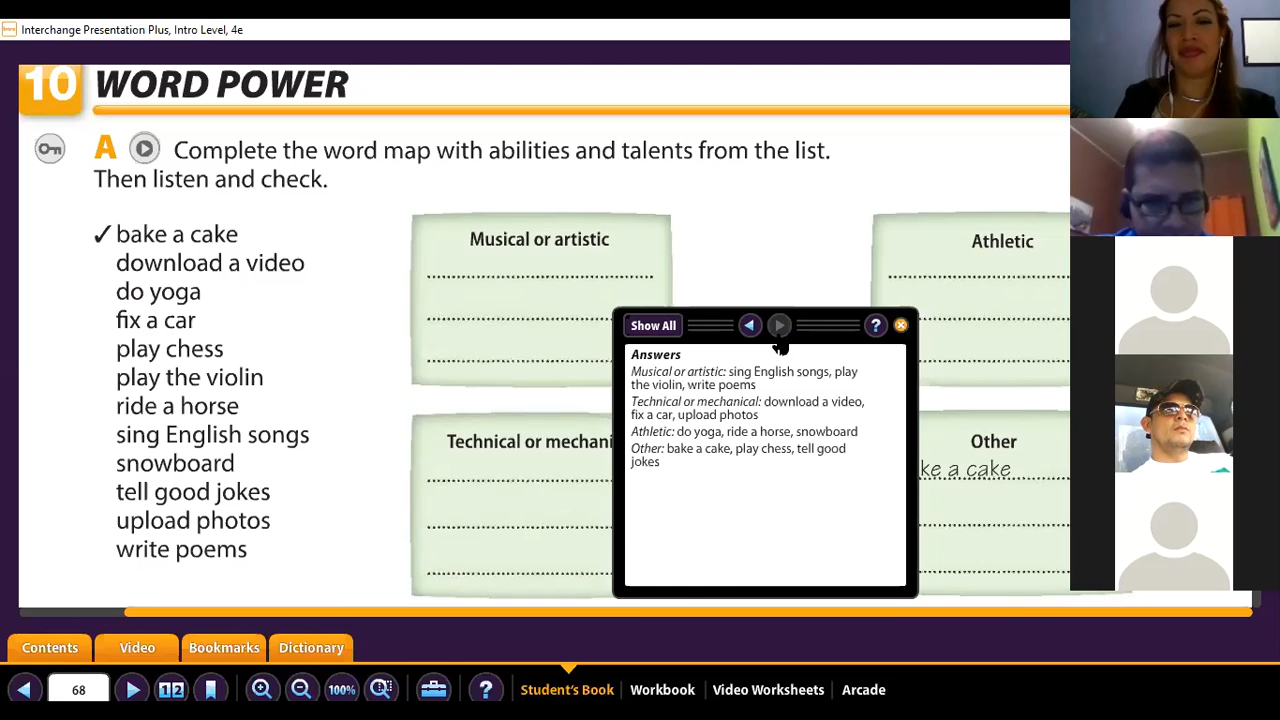 Interchange Presentation Plus, Intro Level, 4e
10 WORD POWER
A Complete the word map with abilities and talents from the list.
Then listen and check.
✓ bake a cake
download a video
do yoga
fix a car
play chess
play the violin
ride a horse
sing English songs
snowboard
tell good jokes
upload photos
write poems
Musical or artistic
Athletic
Technical or mechani
Other
ke a cake
Show All
?
Answers
Musical or artistic: sing English songs, play
the violin, write poems
Technical or mechanical: download a video,
fix a car, upload photos
Athletic: do yoga, ride a horse, snowboard
Other: bake a cake, play chess, tell good
jokes
Contents Video Bookmarks Dictionary
68 1 2 100% ? Student's Book Workbook Video Worksheets Arcade